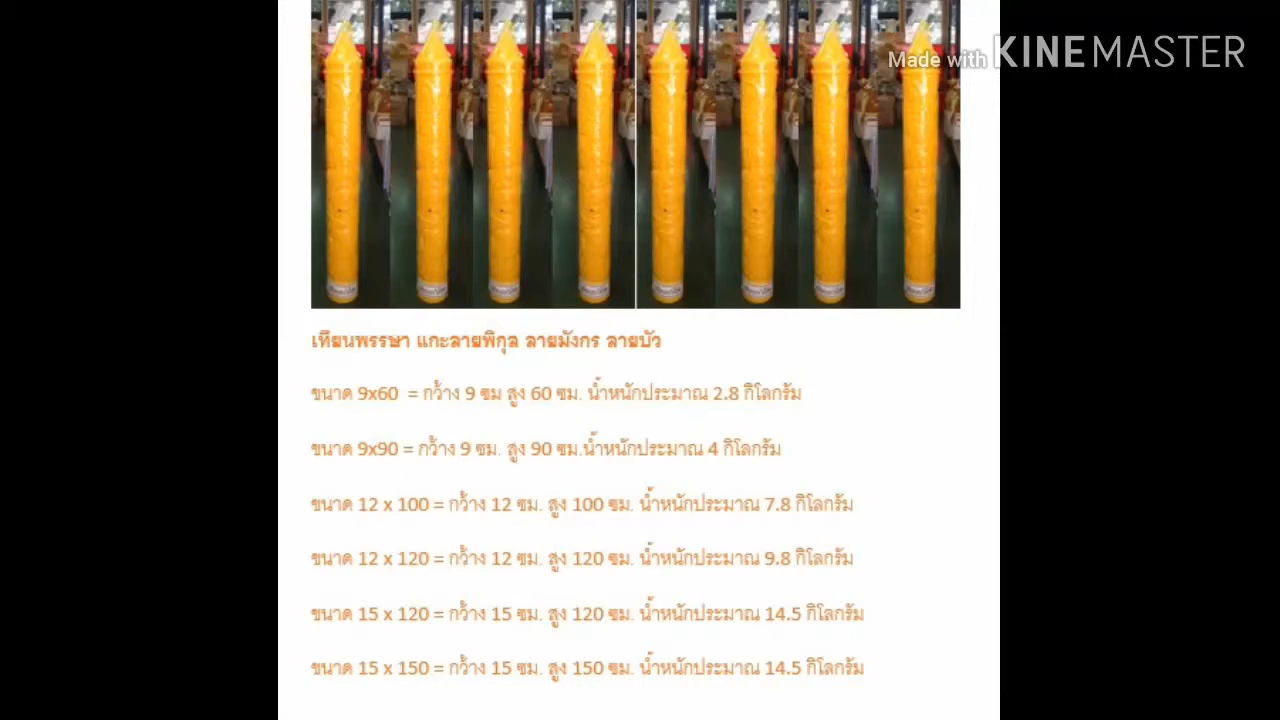 Made with KINEMASTER
เทียนพรรษา แกะลายพิกุล ลายมังกร ลายบัว
ขนาด 9x60 = กว้าง 9 ซม สูง 60 ซม. น้ำหนักประมาณ 2.8 กิโลกรัม
ขนาด 9x90 = กว้าง 9 ซม. สูง 90 ซม.น้ำหนักประมาณ 4 กิโลกรัม
ขนาด 12 x 100 = กว้าง 12 ซม. สูง 100 ซม. น้ำหนักประมาณ 7.8 กิโลกรัม
ขนาด 12 x 120 = กว้าง 12 ซม. สูง 120 ซม. น้ำหนักประมาณ 9.8 กิโลกรัม
ขนาด 15 x 120 = กว้าง 15 ซม. สูง 120 ซม. น้ำหนักประมาณ 14.5 กิโลกรัม
ขนาด 15 x 150 = กว้าง 15 ซม. สูง 150 ซม. น้ำหนักประมาณ 14.5 กิโลกรัม